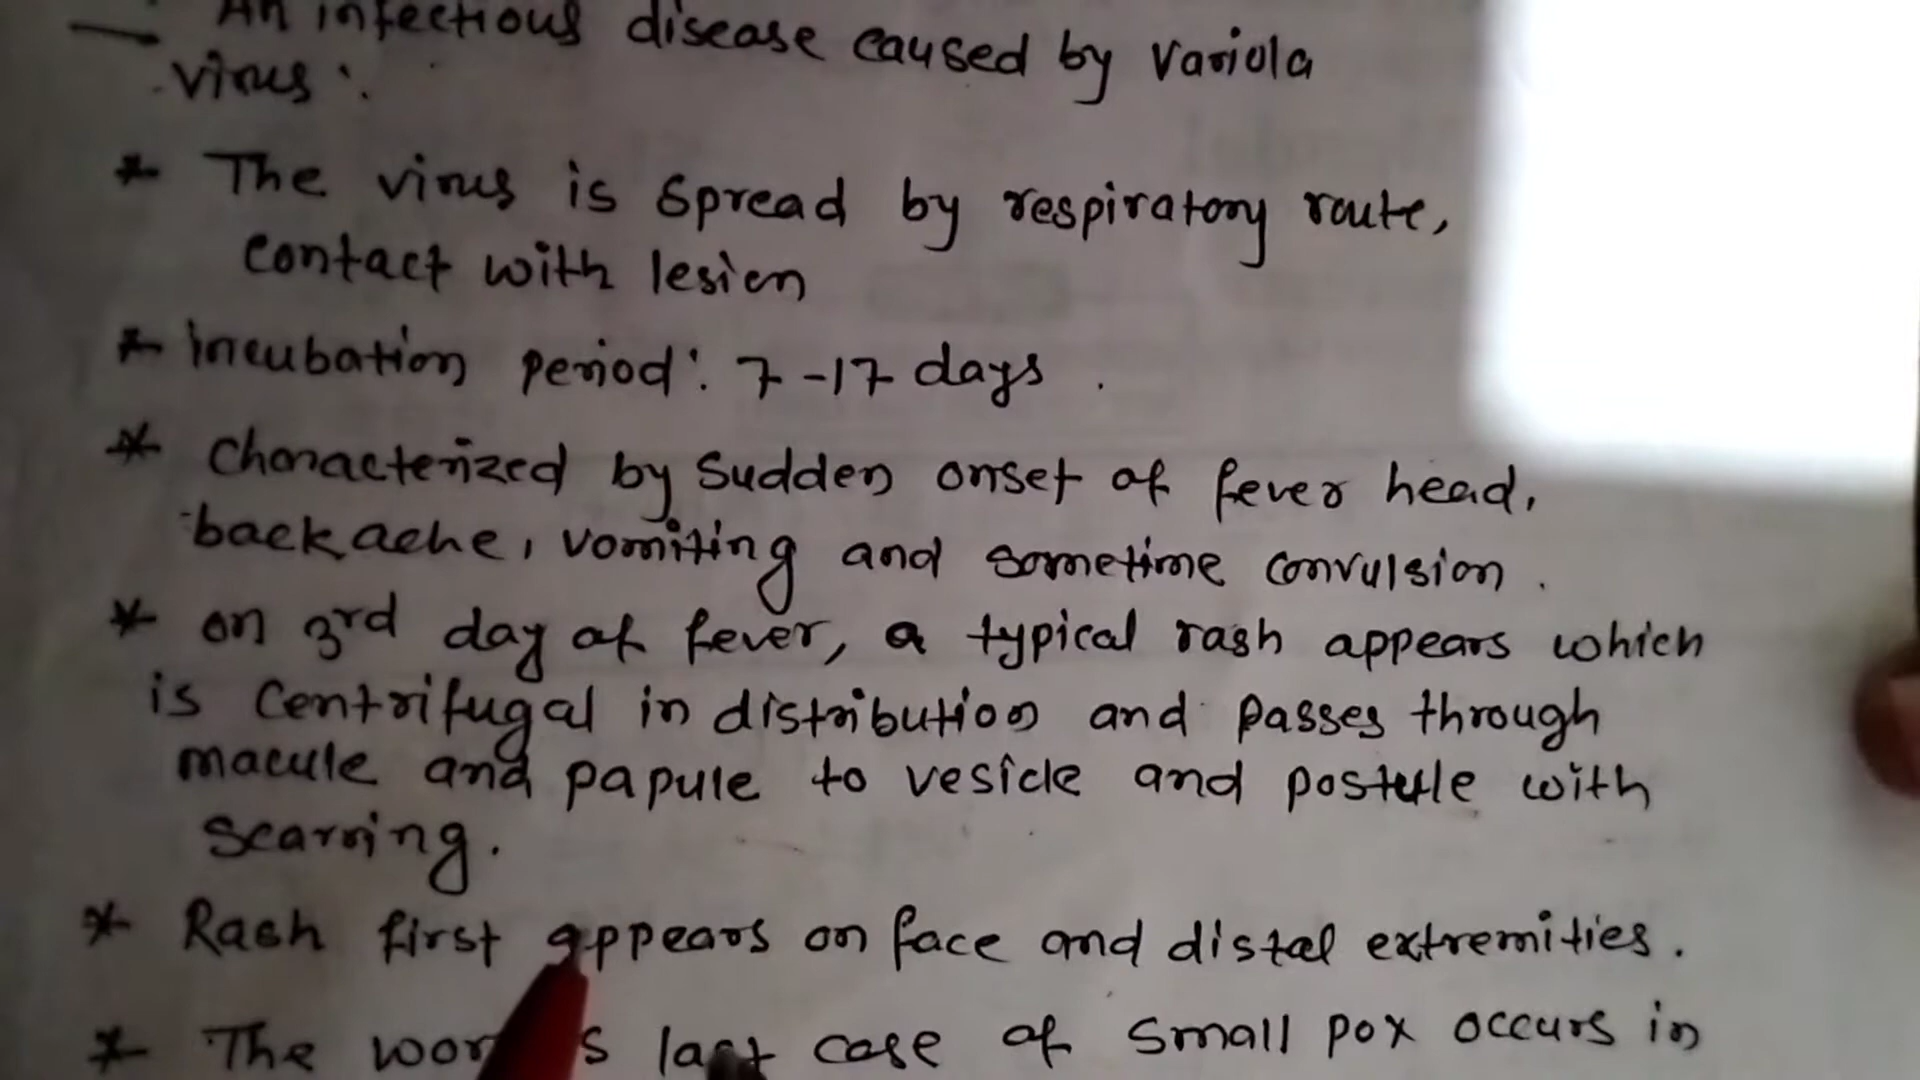 An infectious disease caused by Variola
virus:
* The virus is spread by respiratory route,
contact with lesion
* incubation period: 7-17 days.
* Characterized by sudden onset of fever head,
backache, vomiting and sometime convulsion.
* on 3rd day of fever, a typical rash appears which
is centrifugal in distribution and passes through
macule and papule to vesicle and postule with
scarring.
* Rash first appears on face and distal extremities.
* The last case of small pox occurs in